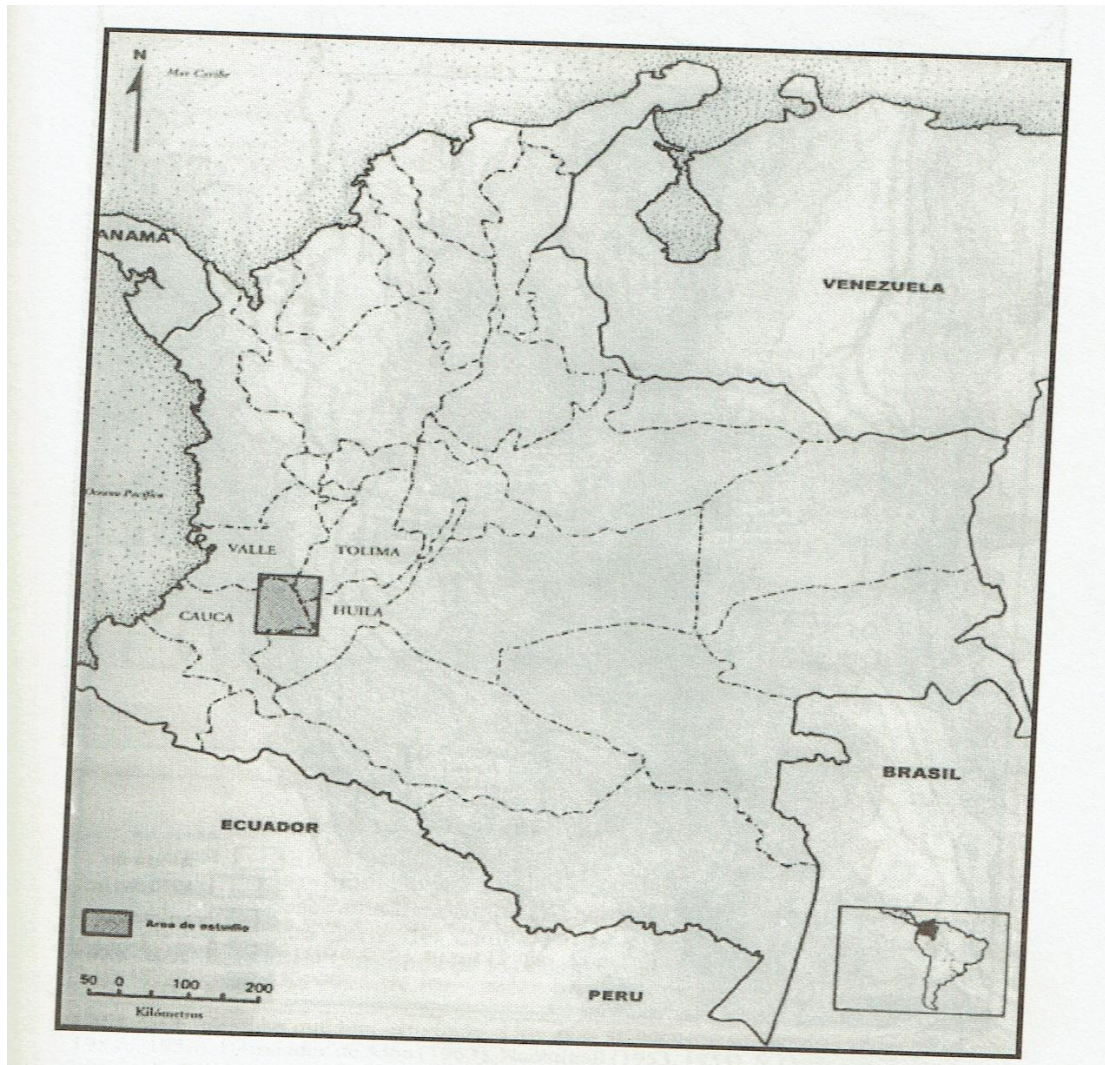 N
Mar Caribe
ANAMA
VENEZUELA
Oceano Pacífico
VALLE
TOLIMA
CAUCA
HUILA
BRASIL
ECUADOR
Area de estudio
50 0 100 200
Kilómetros
PERU